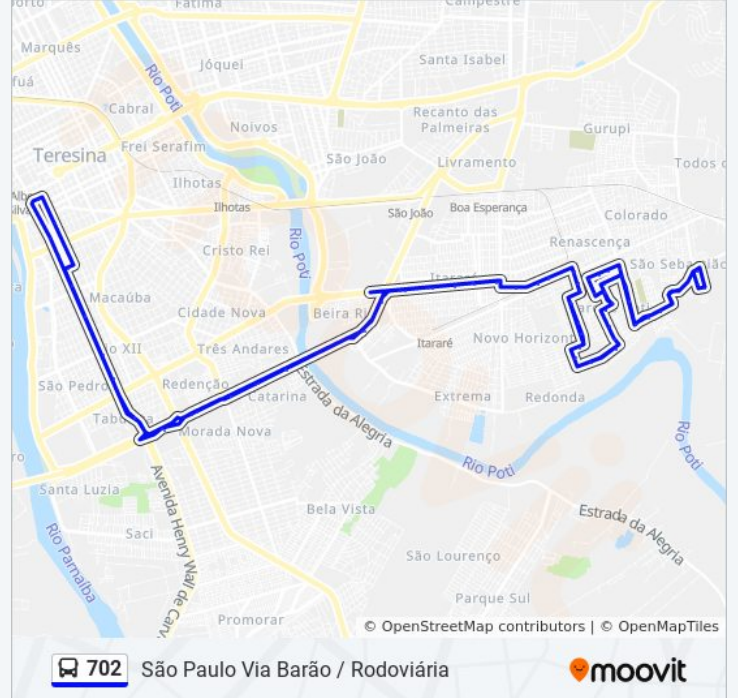 Fatima
Campestre
Marquês
Jóquei
Santa Isabel
Rio Poti
Cabral
Recanto das
Palmeiras
Noivos
Gurupi
Frei Serafim
Teresina
São João
Livramento
Todos
Ilhotas
Ilhotas
São João
Boa Esperança
Colorado
Rio Poti
Cristo Rei
Renascença
São Sebastião
Macaúba
Cidade Nova
Beira
Três Andares
Itararé
Novo Horizont
São Pedro
Redenção
Catarina
Extrema
Redonda
Morada Nova
Estrada da Alegria
Rio Poti
Rio Poti
Santa Luzia
Avenida Henry Wall de Carv
Bela Vista
Estrada da Alegria
Saci
Rio Parnaíba
São Lourenço
Parque Sul
Promorar
© OpenStreetMap contributors | © OpenMapTiles
702 São Paulo Via Barão / Rodoviária
moovit